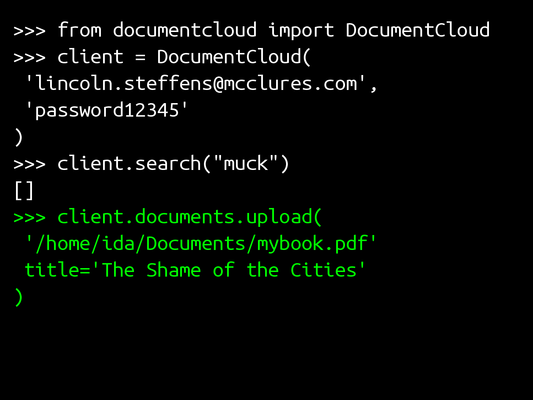 >>> from documentcloud import DocumentCloud
>>> client = DocumentCloud(
 'lincoln.steffens@mcclures.com',
 'password12345'
)
>>> client.search("muck")
[]
>>> client.documents.upload(
 '/home/ida/Documents/mybook.pdf'
 title='The Shame of the Cities'
)